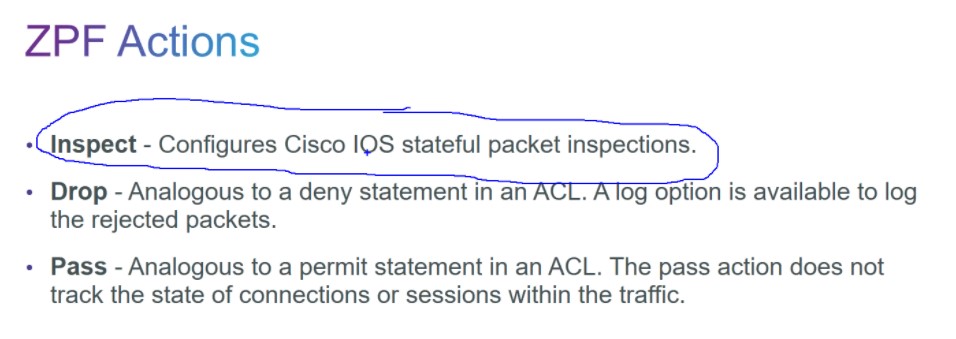 ZPF Actions
• Inspect - Configures Cisco IOS stateful packet inspections.
• Drop - Analogous to a deny statement in an ACL. A log option is available to log
the rejected packets.
• Pass - Analogous to a permit statement in an ACL. The pass action does not
track the state of connections or sessions within the traffic.